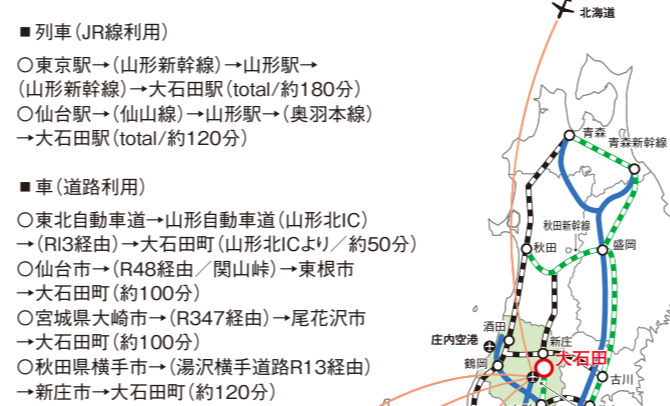 ■列車（JR線利用）
○東京駅→（山形新幹線）→山形駅→
（山形新幹線）→大石田駅（total/約180分）
○仙台駅→（仙山線）→山形駅→（奥羽本線）
→大石田駅（total/約120分）
■車（道路利用）
○東北自動車道→山形自動車道（山形北IC）
→（RI3経由）→大石田町（山形北ICより／約50分）
○仙台市→（R48経由／関山峠）→東根市
→大石田町（約100分）
○宮城県大崎市→（R347経由）→尾花沢市
→大石田町（約100分）
○秋田県横手市→（湯沢横手道路R13経由）
→新庄市→大石田町（約120分）
北海道
青森
青森新幹線
秋田新幹線
秋田
盛岡
酒田
庄内空港
新庄
大石田
鶴岡
古川